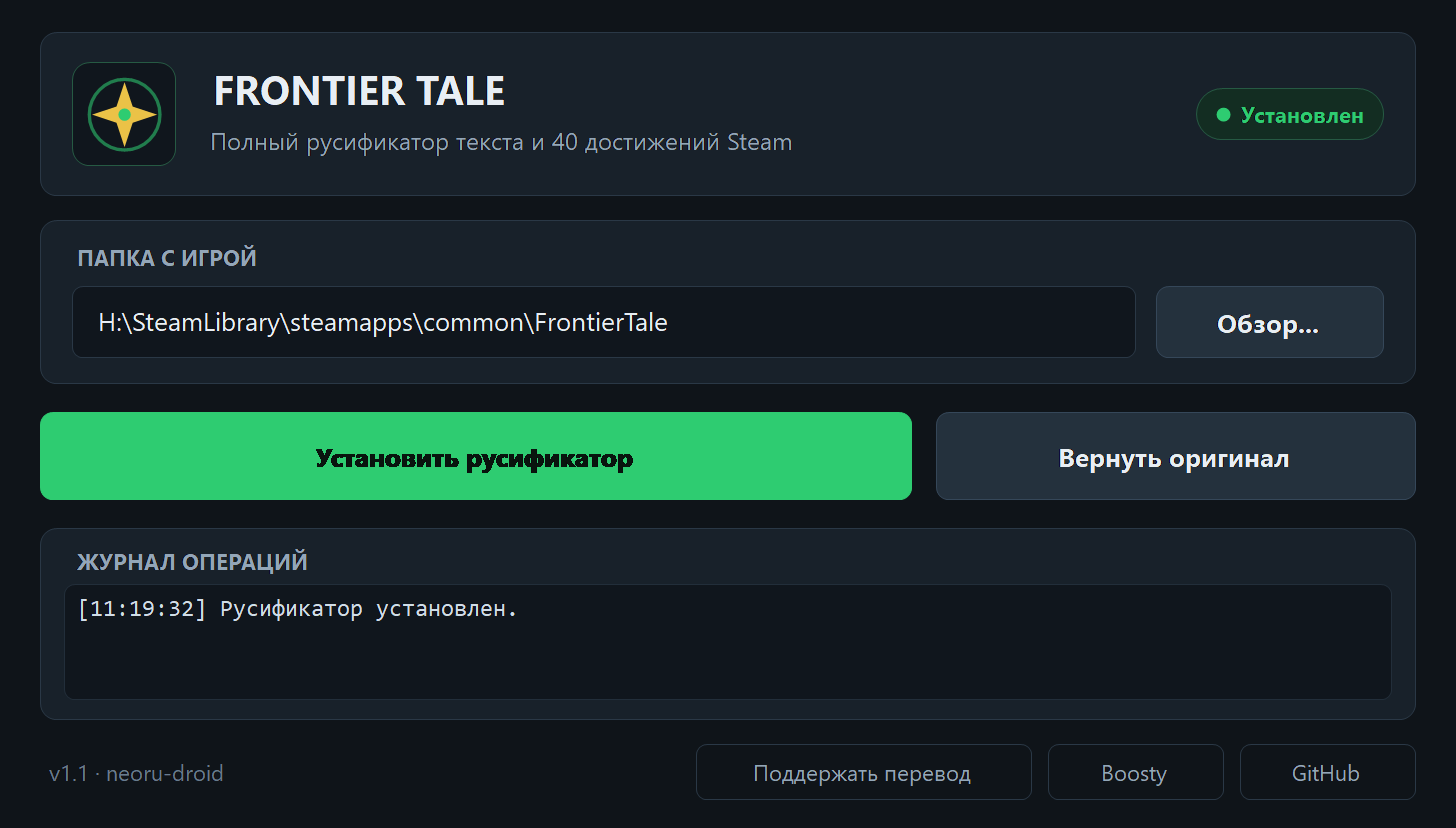 FRONTIER TALE
Полный русификатор текста и 40 достижений Steam
Установлен
ПАПКА С ИГРОЙ
H:\SteamLibrary\steamapps\common\FrontierTale
Обзор...
Установить русификатор
Вернуть оригинал
ЖУРНАЛ ОПЕРАЦИЙ
[11:19:32] Русификатор установлен.
v1.1 · neoru-droid
Поддержать перевод
Boosty
GitHub